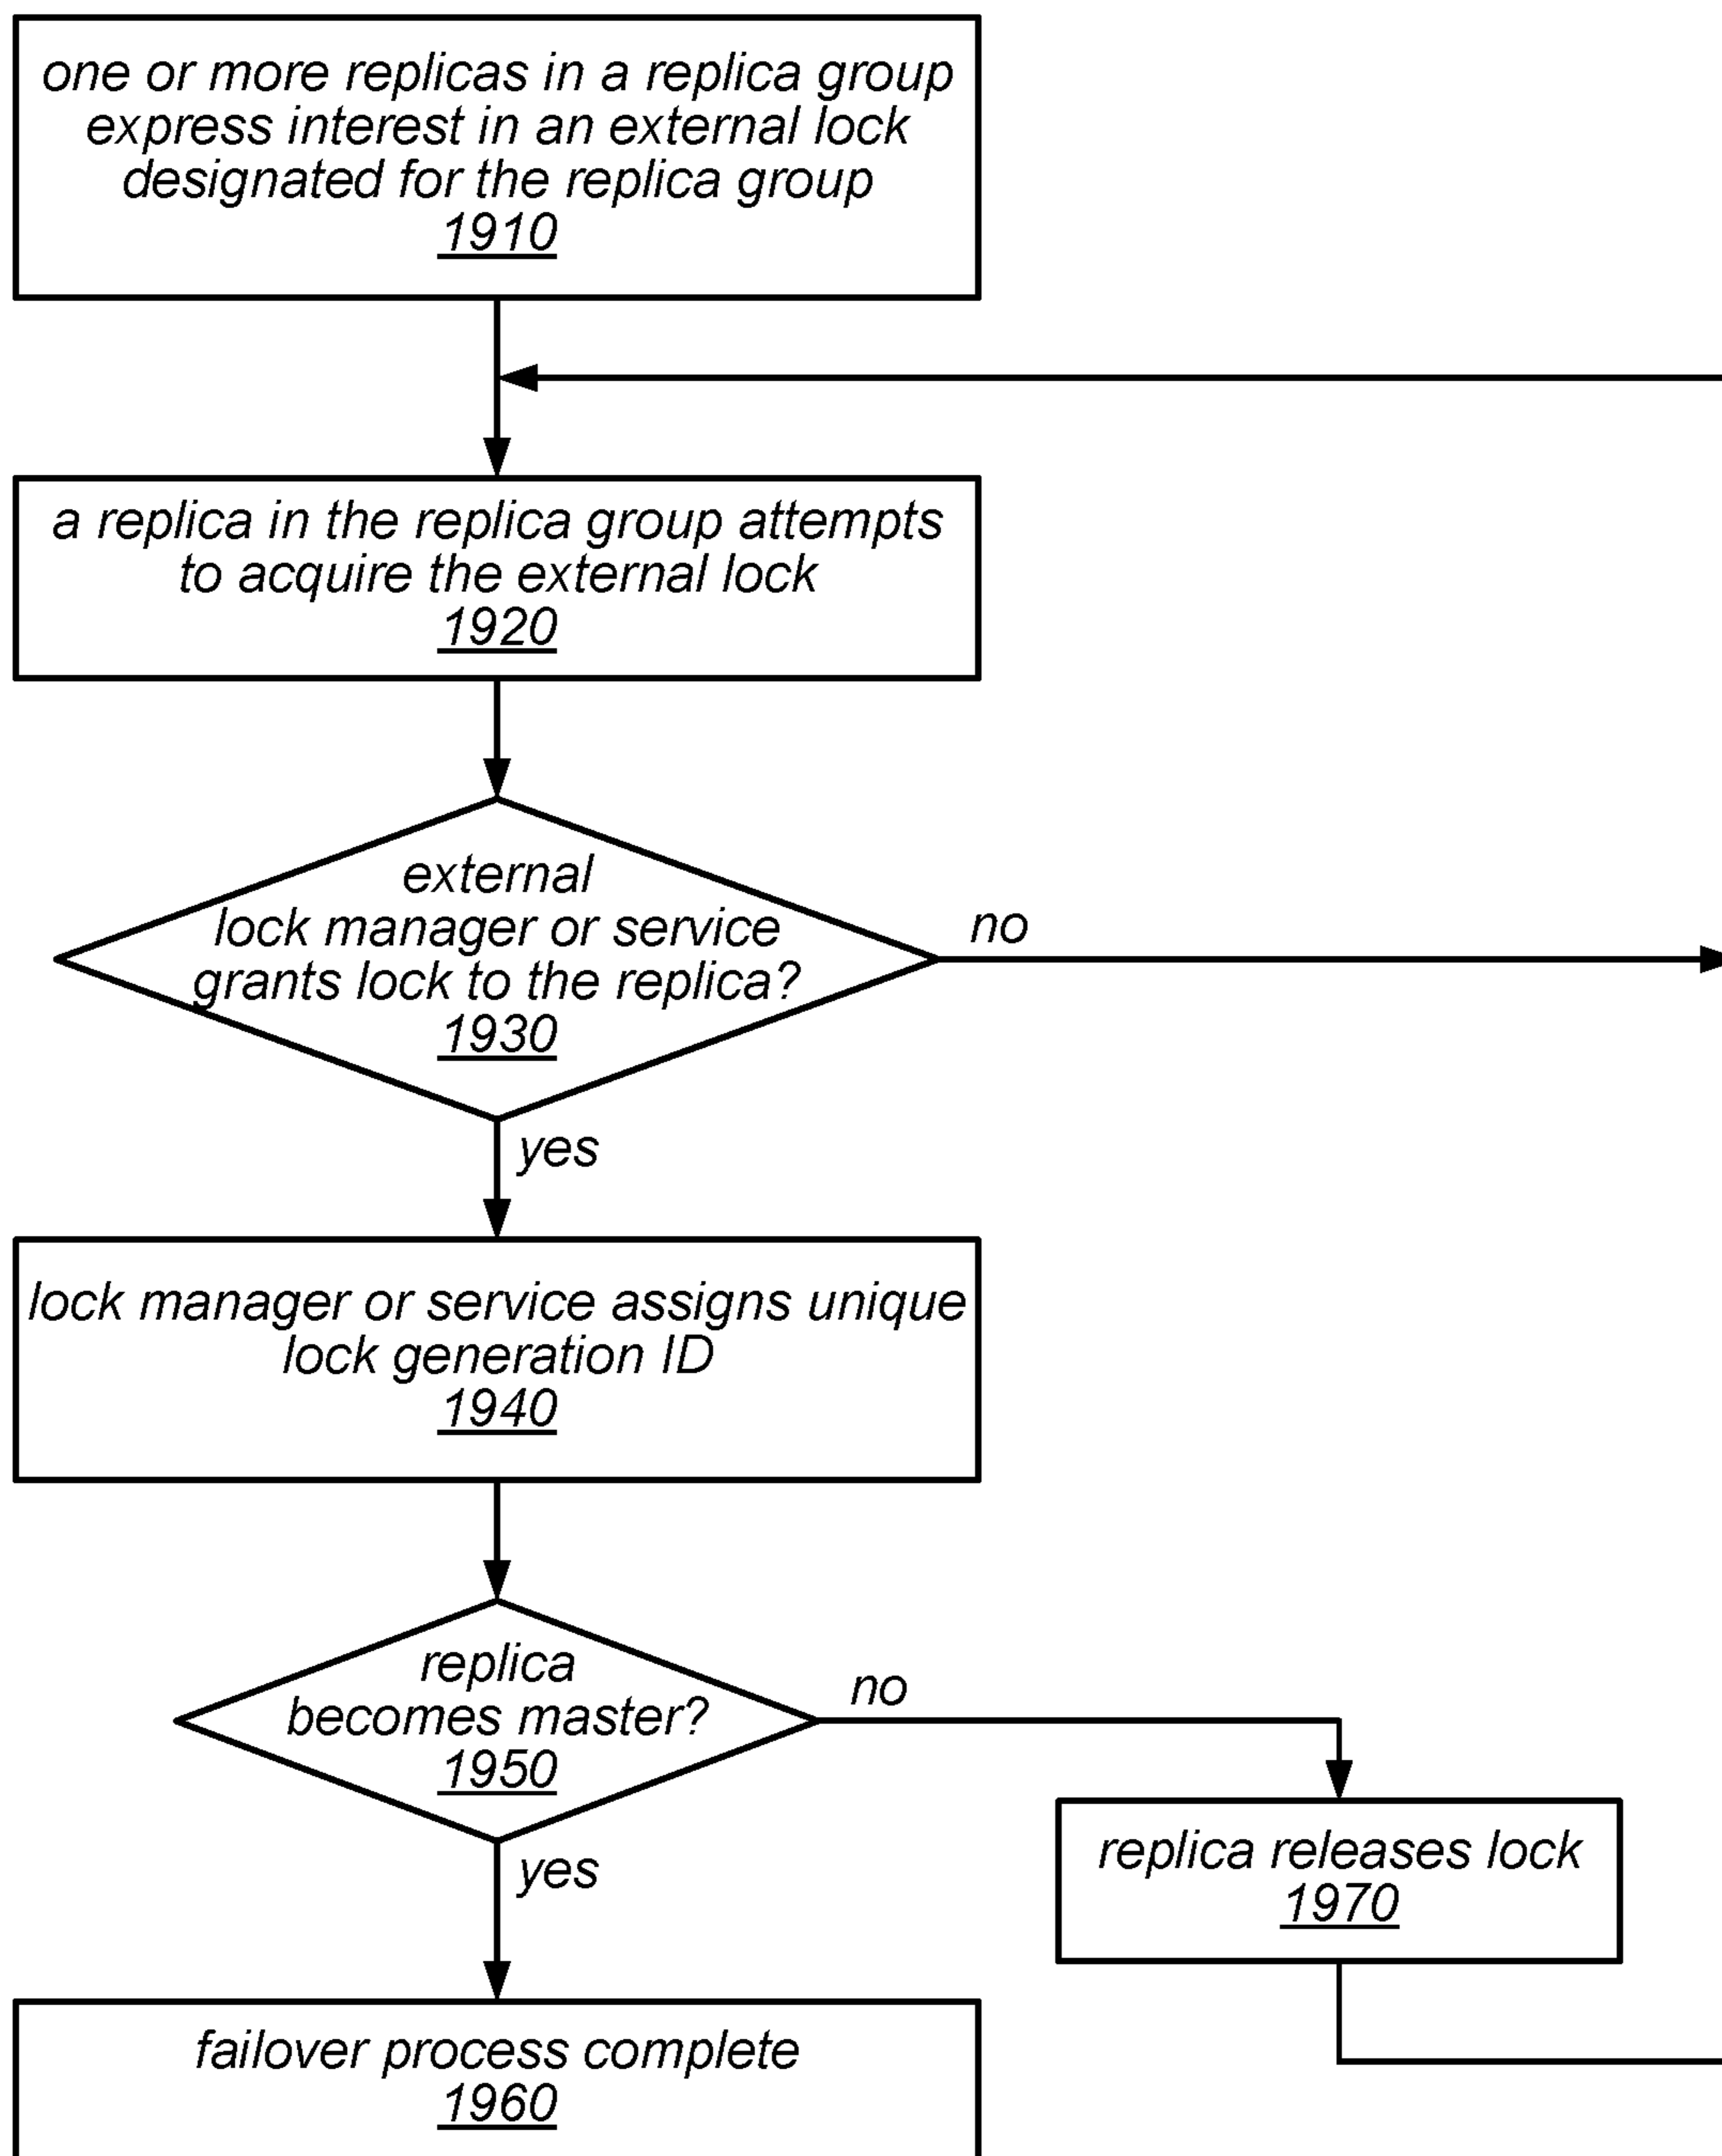 one or more replicas in a replica group
express interest in an external lock
designated for the replica group
1910
a replica in the replica group attempts
to acquire the external lock
1920
external
lock manager or service
grants lock to the replica?
1930
no
yes
lock manager or service assigns unique
lock generation ID
1940
replica
becomes master?
1950
no
yes
replica releases lock
1970
failover process complete
1960